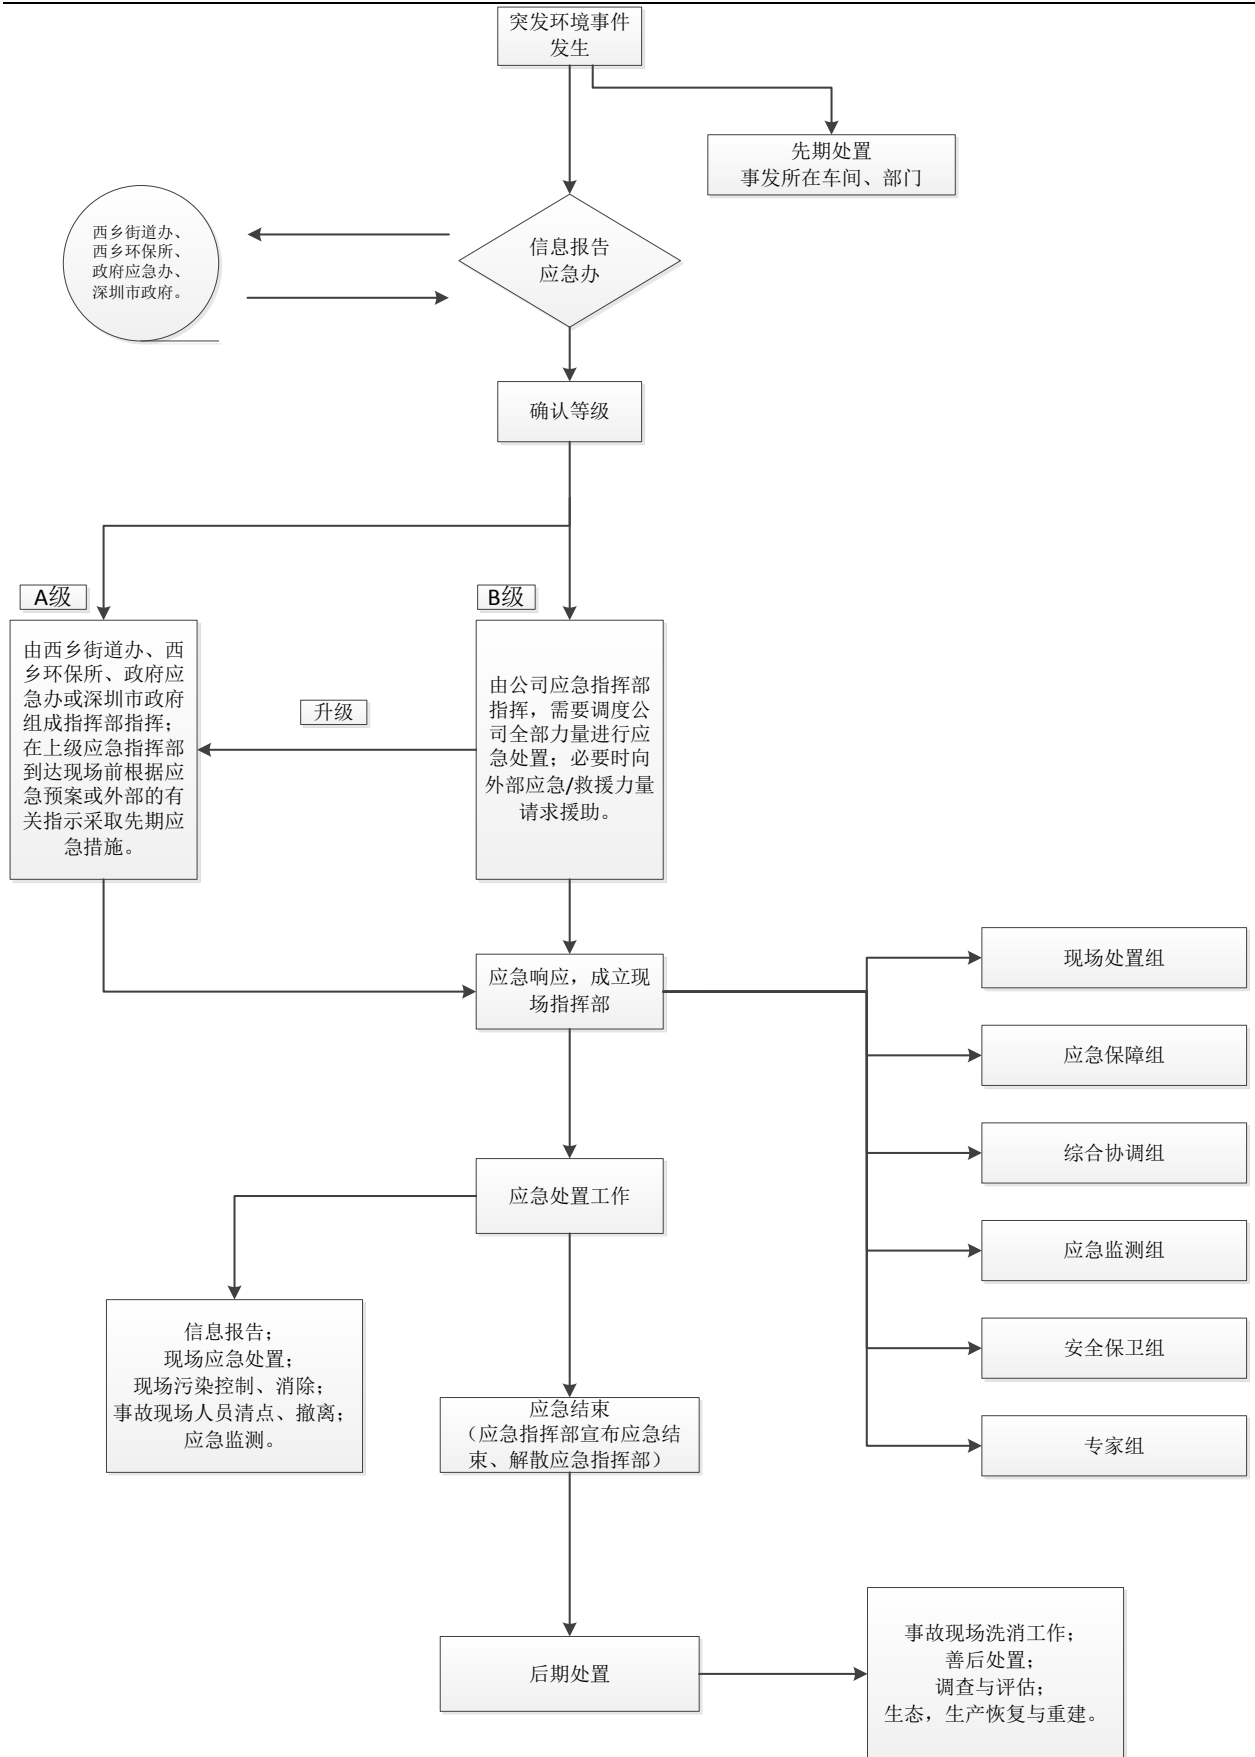 突发环境事件
发生
先期处置
事发所在车间、部门
西乡街道办、
西乡环保所、
政府应急办、
深圳市政府。
信息报告
应急办
确认等级
A级
B级
由西乡街道办、西
乡环保所、政府应
急办或深圳市政府
组成指挥部指挥；
在上级应急指挥部
到达现场前根据应
急预案或外部的有
关指示采取先期应
急措施。
升级
由公司应急指挥部
指挥，需要调度公
司全部力量进行应
急处置；必要时向
外部应急/救援力量
请求援助。
应急响应，成立现
场指挥部
现场处置组
应急保障组
综合协调组
应急监测组
安全保卫组
专家组
应急处置工作
信息报告；
现场应急处置；
现场污染控制、消除；
事故现场人员清点、撤离；
应急监测。
应急结束
（应急指挥部宣布应急结
束、解散应急指挥部）
后期处置
事故现场洗消工作；
善后处置；
调查与评估；
生态，生产恢复与重建。